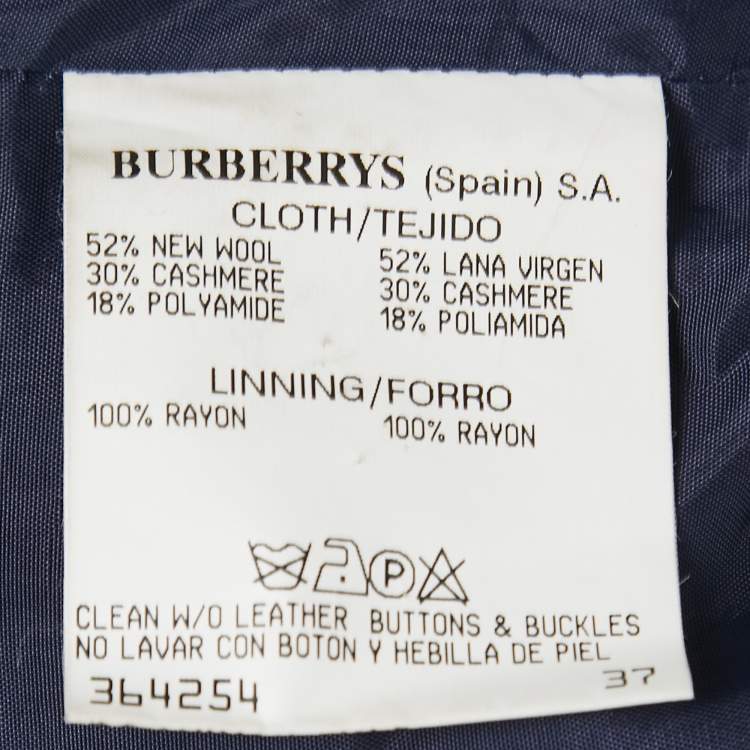 BURBERRYS (Spain) S.A.
CLOTH/TEJIDO
52% NEW WOOL 52% LANA VIRGEN
30% CASHMERE 30% CASHMERE
18% POLYAMIDE 18% POLIAMIDA
LINNING/FORRO
100% RAYON 100% RAYON
P
CLEAN W/O LEATHER BUTTONS & BUCKLES
NO LAVAR CON BOTON Y HEBILLA DE PIEL
364254 37